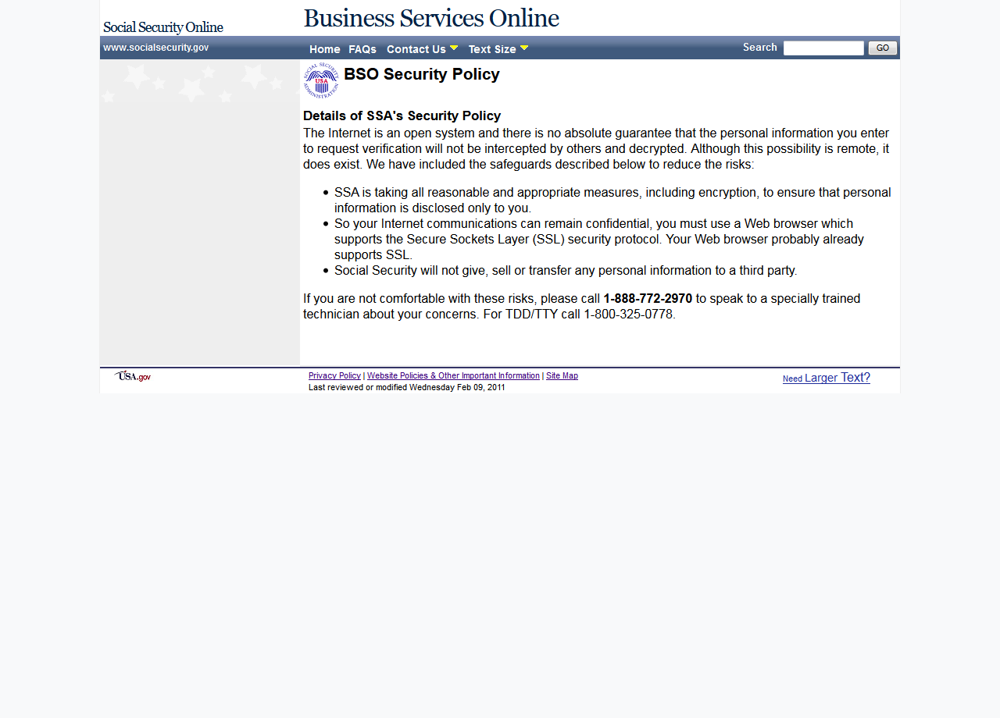 Social Security Online
Business Services Online
www.socialsecurity.gov
Home FAQs Contact Us Text Size Search GO
SOCIAL SECURITY ADMINISTRATION
USA
BSO Security Policy
Details of SSA's Security Policy
The Internet is an open system and there is no absolute guarantee that the personal information you enter
to request verification will not be intercepted by others and decrypted. Although this possibility is remote, it
does exist. We have included the safeguards described below to reduce the risks:
• SSA is taking all reasonable and appropriate measures, including encryption, to ensure that personal
information is disclosed only to you.
• So your Internet communications can remain confidential, you must use a Web browser which
supports the Secure Sockets Layer (SSL) security protocol. Your Web browser probably already
supports SSL.
• Social Security will not give, sell or transfer any personal information to a third party.
If you are not comfortable with these risks, please call 1-888-772-2970 to speak to a specially trained
technician about your concerns. For TDD/TTY call 1-800-325-0778.
USA.gov
Privacy Policy | Website Policies & Other Important Information | Site Map
Last reviewed or modified Wednesday Feb 09, 2011
Need Larger Text?